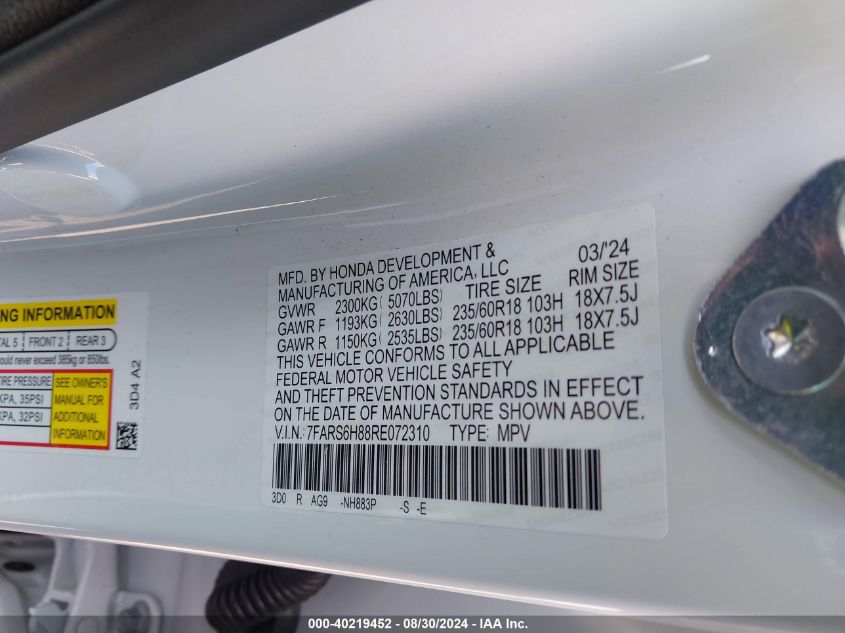 NG INFORMATION
TAL 5 FRONT 2 REAR 3
ould never exceed 385kg or 850lbs.
TIRE PRESSURE SEE OWNER'S
KPA, 35PSI MANUAL FOR
KPA, 32PSI ADDITIONAL
INFORMATION
3D4 A2
MFD. BY HONDA DEVELOPMENT & 03/'24
MANUFACTURING OF AMERICA, LLC TIRE SIZE RIM SIZE
GVWR 2300KG( 5070LBS)
GAWR F 1193KG( 2630LBS) 235/60R18 103H 18X7.5J
GAWR R 1150KG( 2535LBS) 235/60R18 103H 18X7.5J
THIS VEHICLE CONFORMS TO ALL APPLICABLE
FEDERAL MOTOR VEHICLE SAFETY
AND THEFT PREVENTION STANDARDS IN EFFECT
ON THE DATE OF MANUFACTURE SHOWN ABOVE.
V.I.N.: 7FARS6H88RE072310 TYPE: MPV
3D0 R AG9 -NH883P -S -E
000-40219452 - 08/30/2024 - IAA Inc.